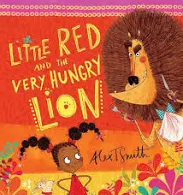 LITTLE RED
AND THE
VERY HUNGRY
LION
Alex T Smith